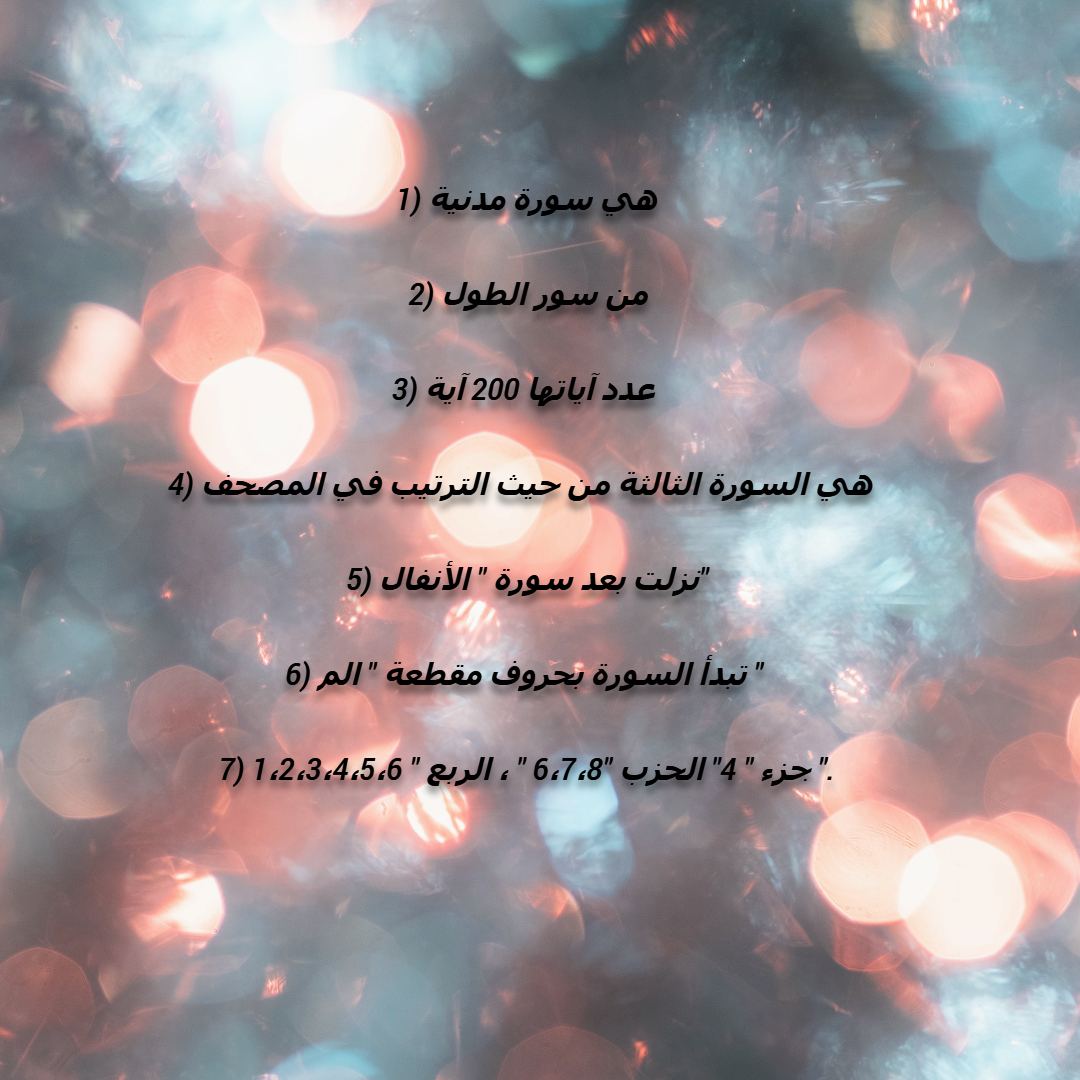 1) هي سورة مدنية
2) من سور الطول
3) عدد آياتها 200 آية
4) هي السورة الثالثة من حيث الترتيب في المصحف
5) نزلت بعد سورة " الأنفال"
6) تبدأ السورة بحروف مقطعة " الم "
7) جزء " 4" الحزب "6،7،8 " ، الربع " 1،2،3،4،5،6 ".